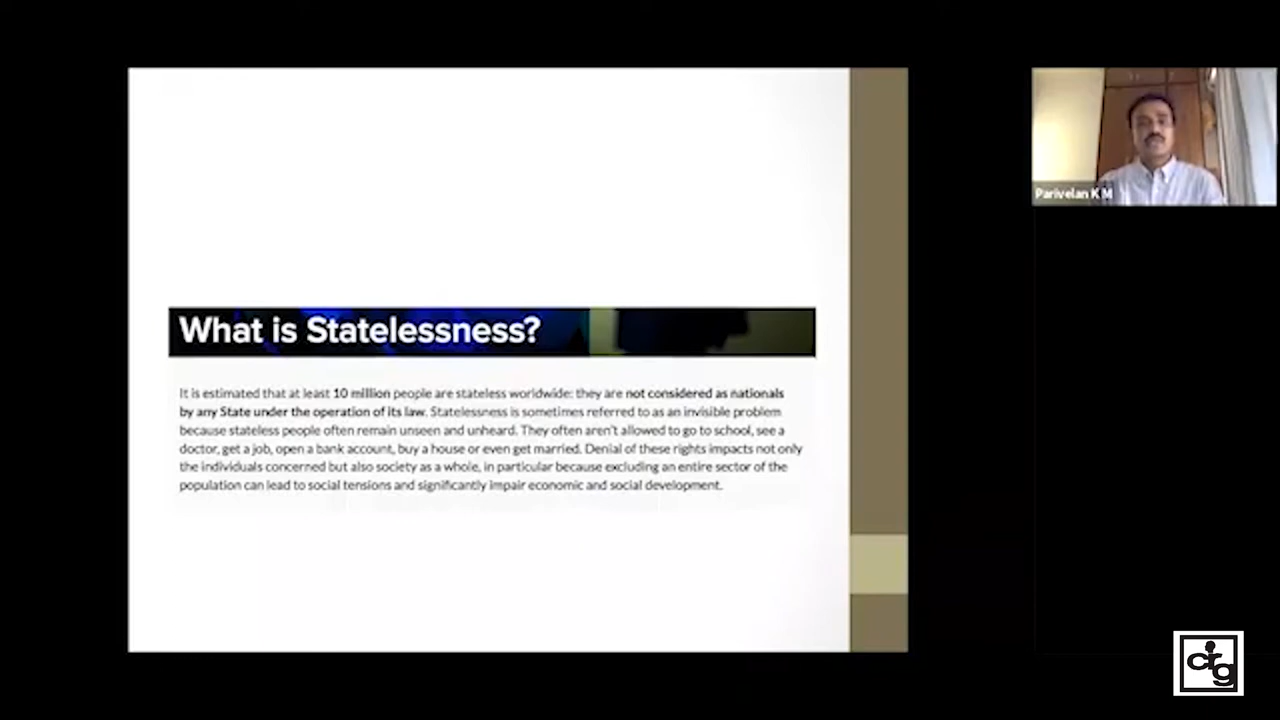 What is Statelessness?
It is estimated that at least 10 million people are stateless worldwide: they are not considered as nationals
by any State under the operation of its law. Statelessness is sometimes referred to as an invisible problem
because stateless people often remain unseen and unheard. They often aren't allowed to go to school, see a
doctor, get a job, open a bank account, buy a house or even get married. Denial of these rights impacts not only
the individuals concerned but also society as a whole, in particular because excluding an entire sector of the
population can lead to social tensions and significantly impair economic and social development.
Parivelan K M
crg